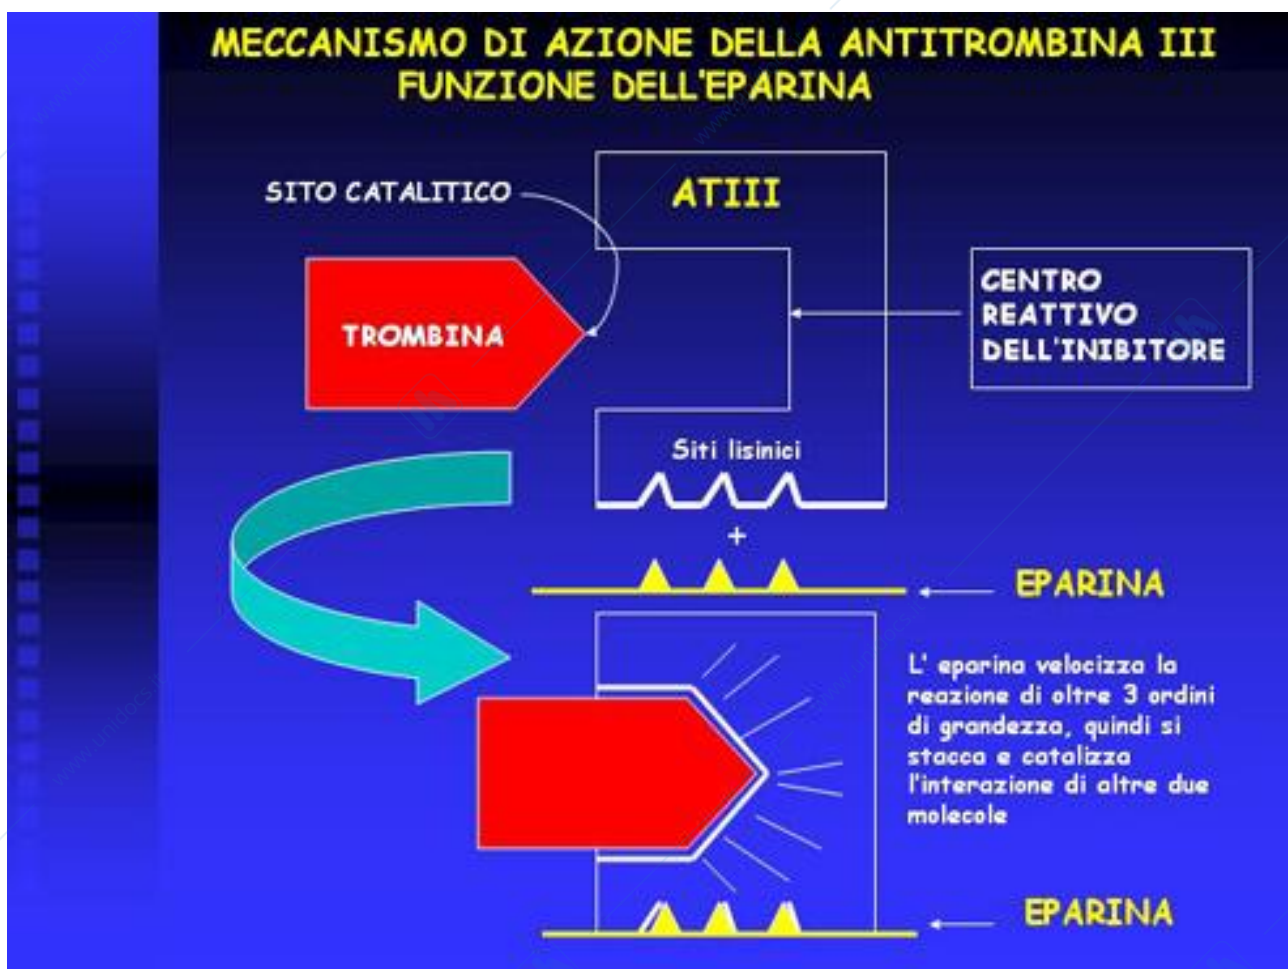 MECCANISMO DI AZIONE DELLA ANTITROMBINA III
FUNZIONE DELL'EPARINA
SITO CATALITICO
ATIII
TROMBINA
CENTRO
REATTIVO
DELL'INIBITORE
Siti lisinici
+
EPARINA
L' eparina velocizza la
reazione di oltre 3 ordini
di grandezza, quindi si
stacca e catalizza
l'interazione di altre due
molecole
EPARINA